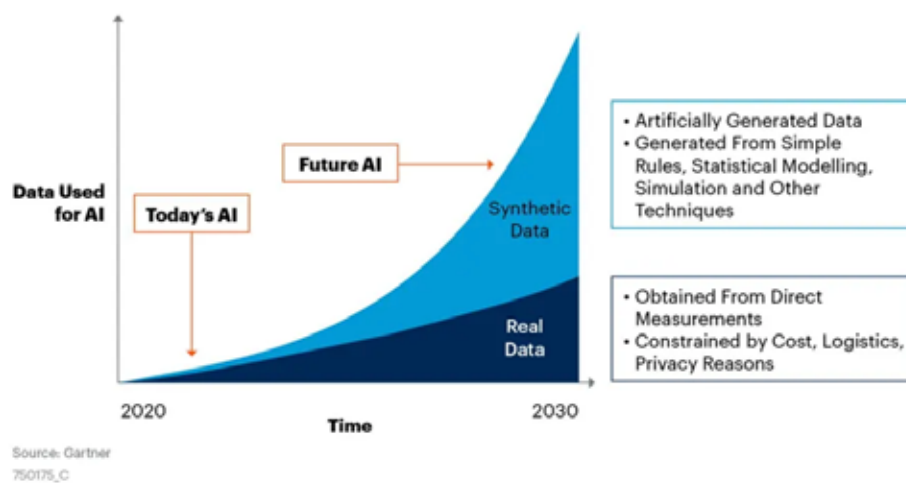 Data Used
for AI
Today's AI
Future AI
Synthetic
Data
Real
Data
2020
2030
Time
• Artificially Generated Data
• Generated From Simple
Rules, Statistical Modelling,
Simulation and Other
Techniques
• Obtained From Direct
Measurements
• Constrained by Cost, Logistics,
Privacy Reasons
Source: Gartner
750175_C